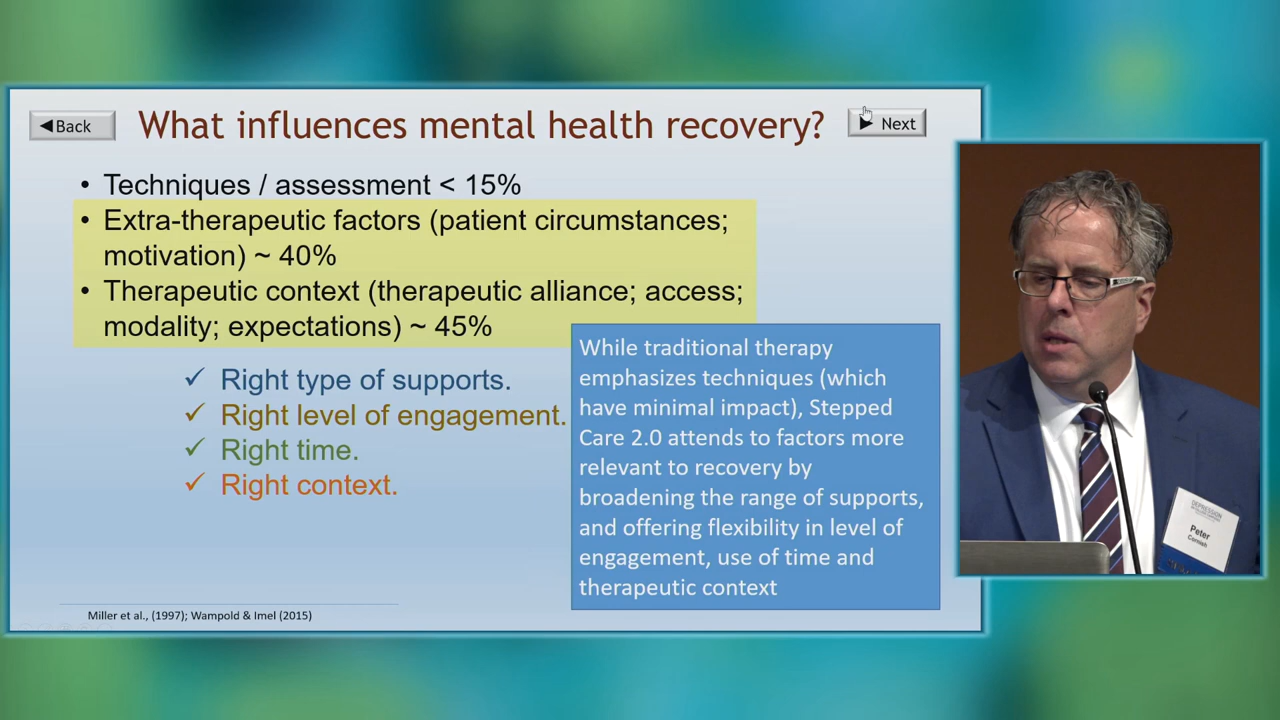 ◀Back
What influences mental health recovery?
▶ Next
• Techniques / assessment < 15%
• Extra-therapeutic factors (patient circumstances;
motivation) ~ 40%
• Therapeutic context (therapeutic alliance; access;
modality; expectations) ~ 45%
✓ Right type of supports.
✓ Right level of engagement.
✓ Right time.
✓ Right context.
While traditional therapy
emphasizes techniques (which
have minimal impact), Stepped
Care 2.0 attends to factors more
relevant to recovery by
broadening the range of supports,
and offering flexibility in level of
engagement, use of time and
therapeutic context
Miller et al., (1997); Wampold & Imel (2015)
DEPRESSION
Peter
Cornish